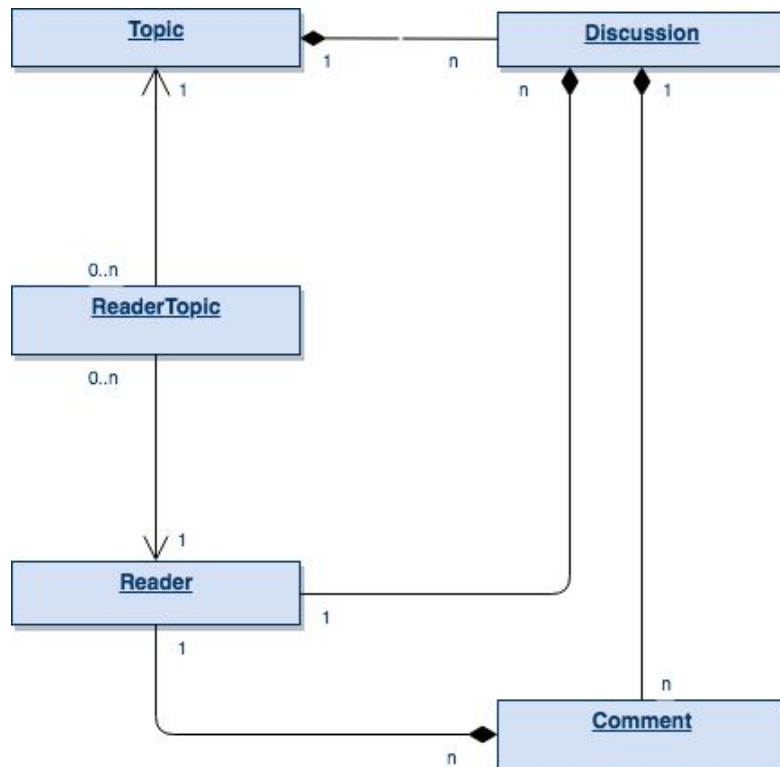 Topic
Discussion
1
n
1
n
1
0..n
ReaderTopic
0..n
1
Reader
1
1
n
Comment
n